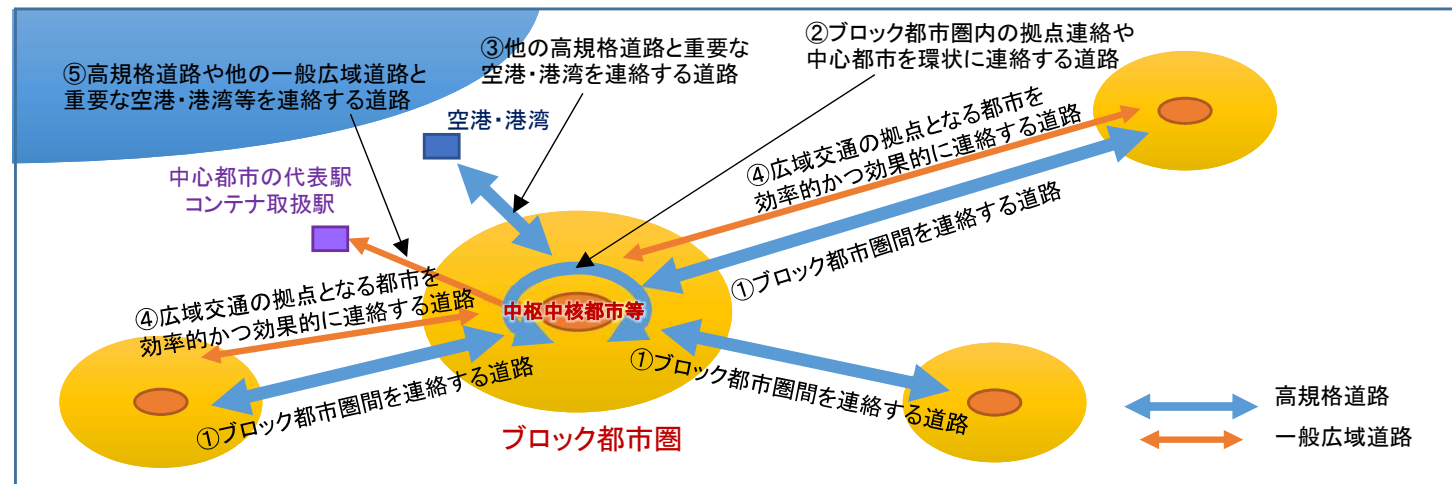 ②ブロック都市圏内の拠点連絡や
中心都市を環状に連絡する道路
③他の高規格道路と重要な
空港・港湾を連絡する道路
⑤高規格道路や他の一般広域道路と
重要な空港・港湾等を連絡する道路
空港・港湾
中心都市の代表駅
コンテナ取扱駅
④広域交通の拠点となる都市を
効率的かつ効果的に連絡する道路
①ブロック都市圏間を連絡する道路
中枢中核都市等
④広域交通の拠点となる都市を
効率的かつ効果的に連絡する道路
①ブロック都市圏間を連絡する道路
①ブロック都市圏間を連絡する道路
ブロック都市圏
高規格道路
一般広域道路